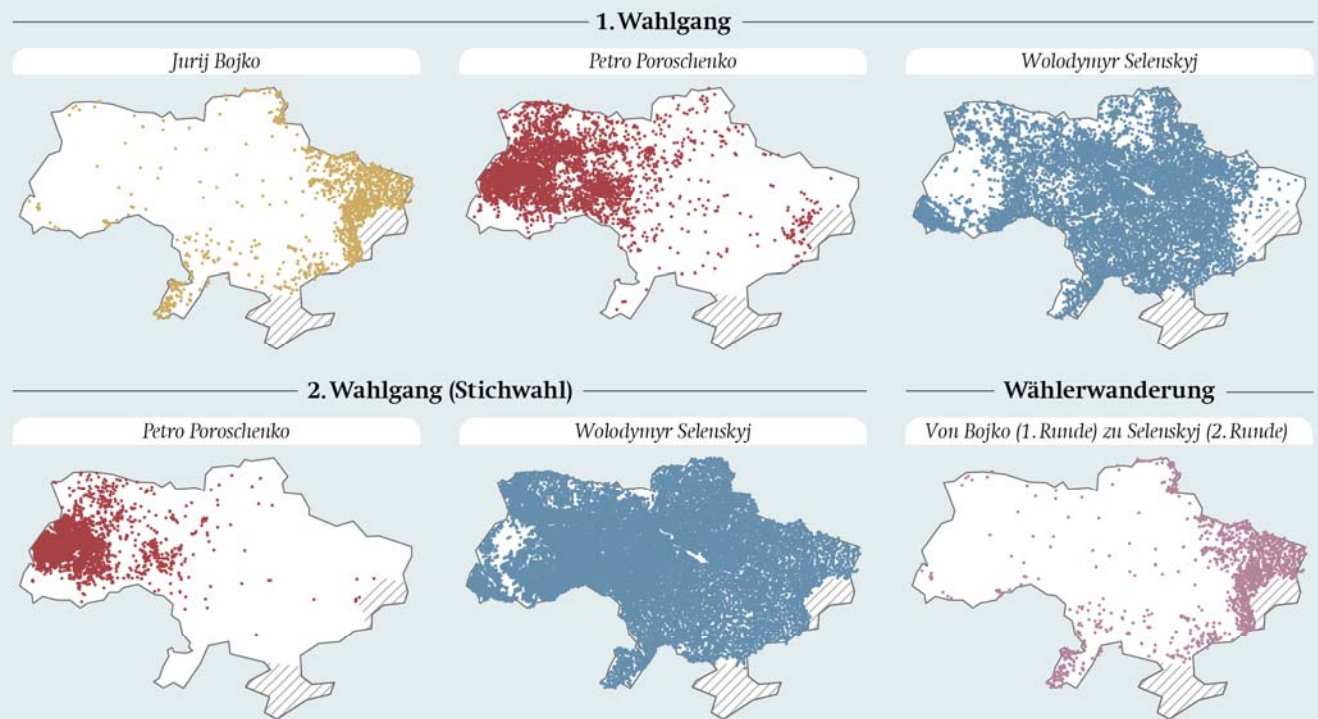 1. Wahlgang
Jurij Bojko
Petro Poroschenko
Wolodymyr Selenskyj
2. Wahlgang (Stichwahl)
Wählerwanderung
Petro Poroschenko
Wolodymyr Selenskyj
Von Bojko (1. Runde) zu Selenskyj (2. Runde)